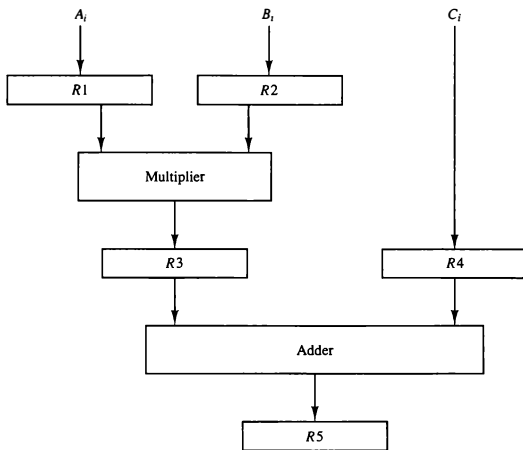 A_i B_i C_i
R1 R2
Multiplier
R3 R4
Adder
R5